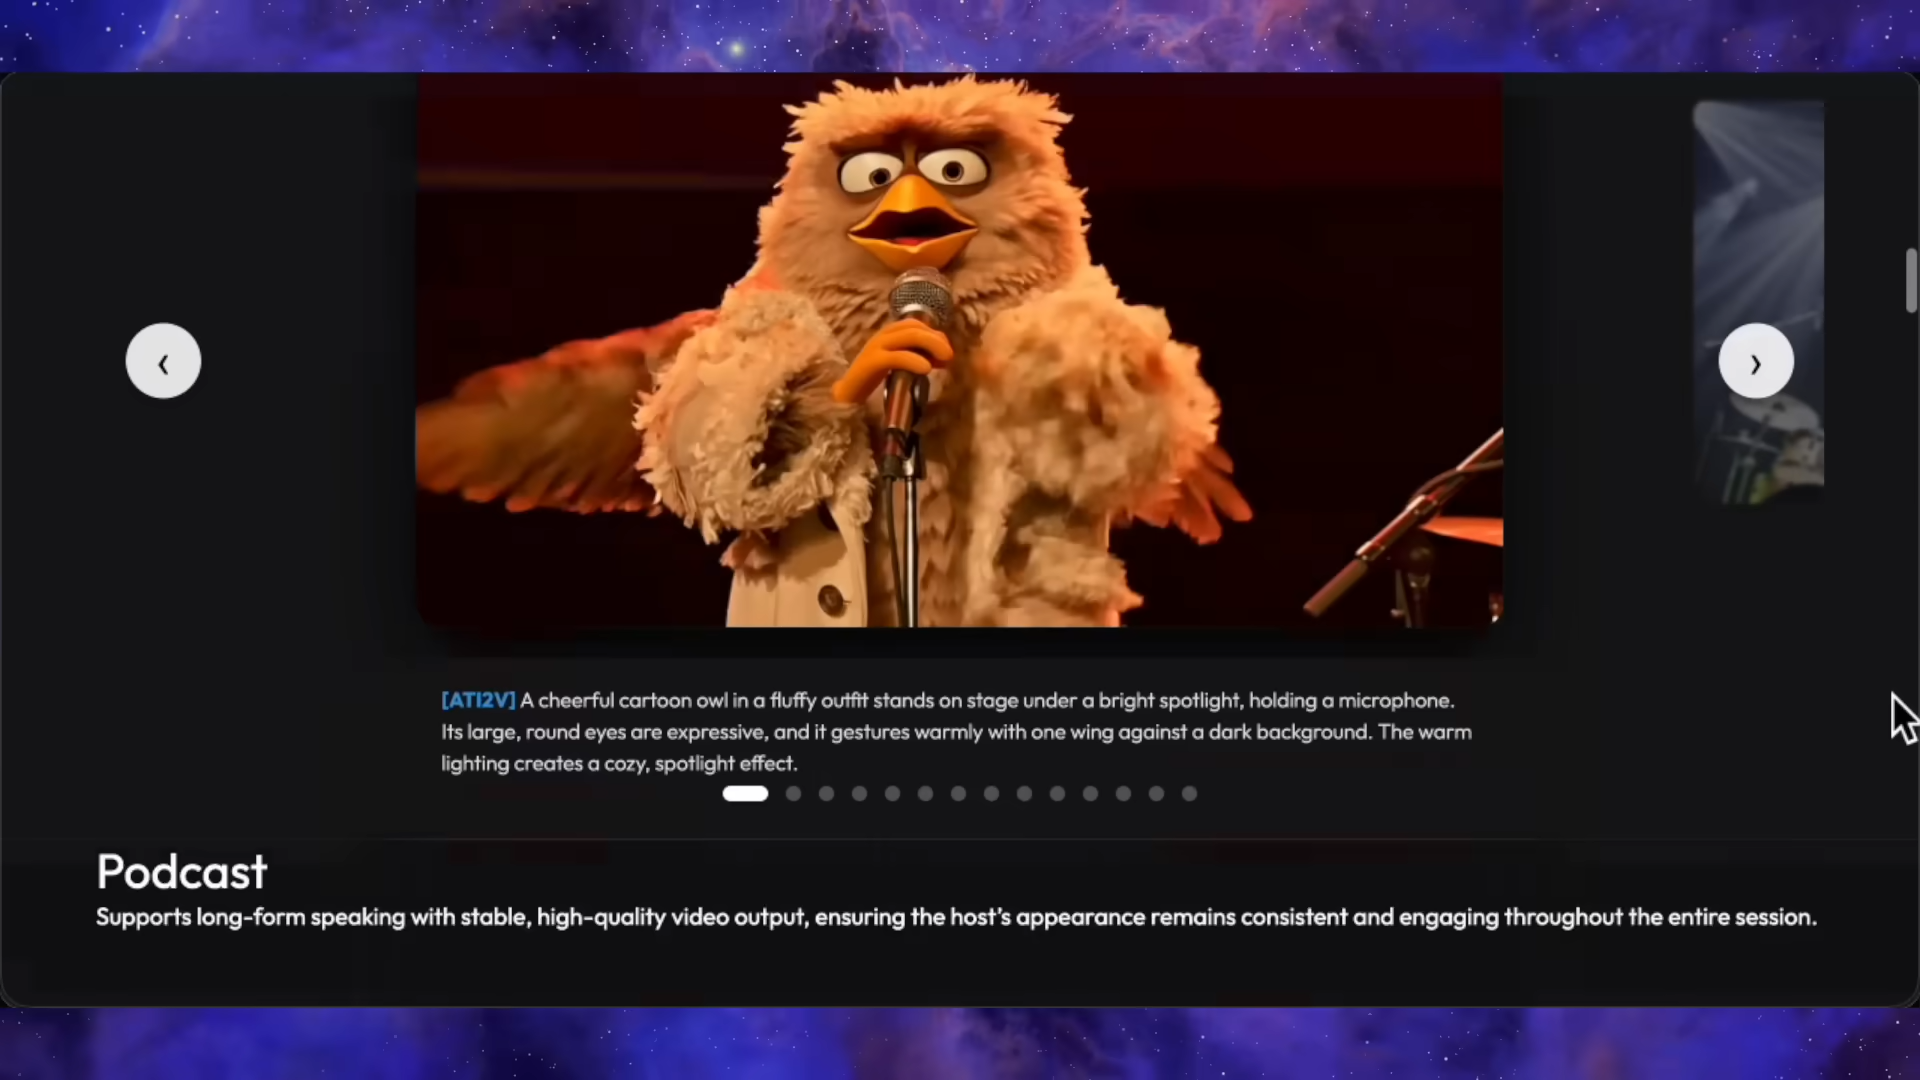 [ATI2V] A cheerful cartoon owl in a fluffy outfit stands on stage under a bright spotlight, holding a microphone.
Its large, round eyes are expressive, and it gestures warmly with one wing against a dark background. The warm
lighting creates a cozy, spotlight effect.
Podcast
Supports long-form speaking with stable, high-quality video output, ensuring the host's appearance remains consistent and engaging throughout the entire session.